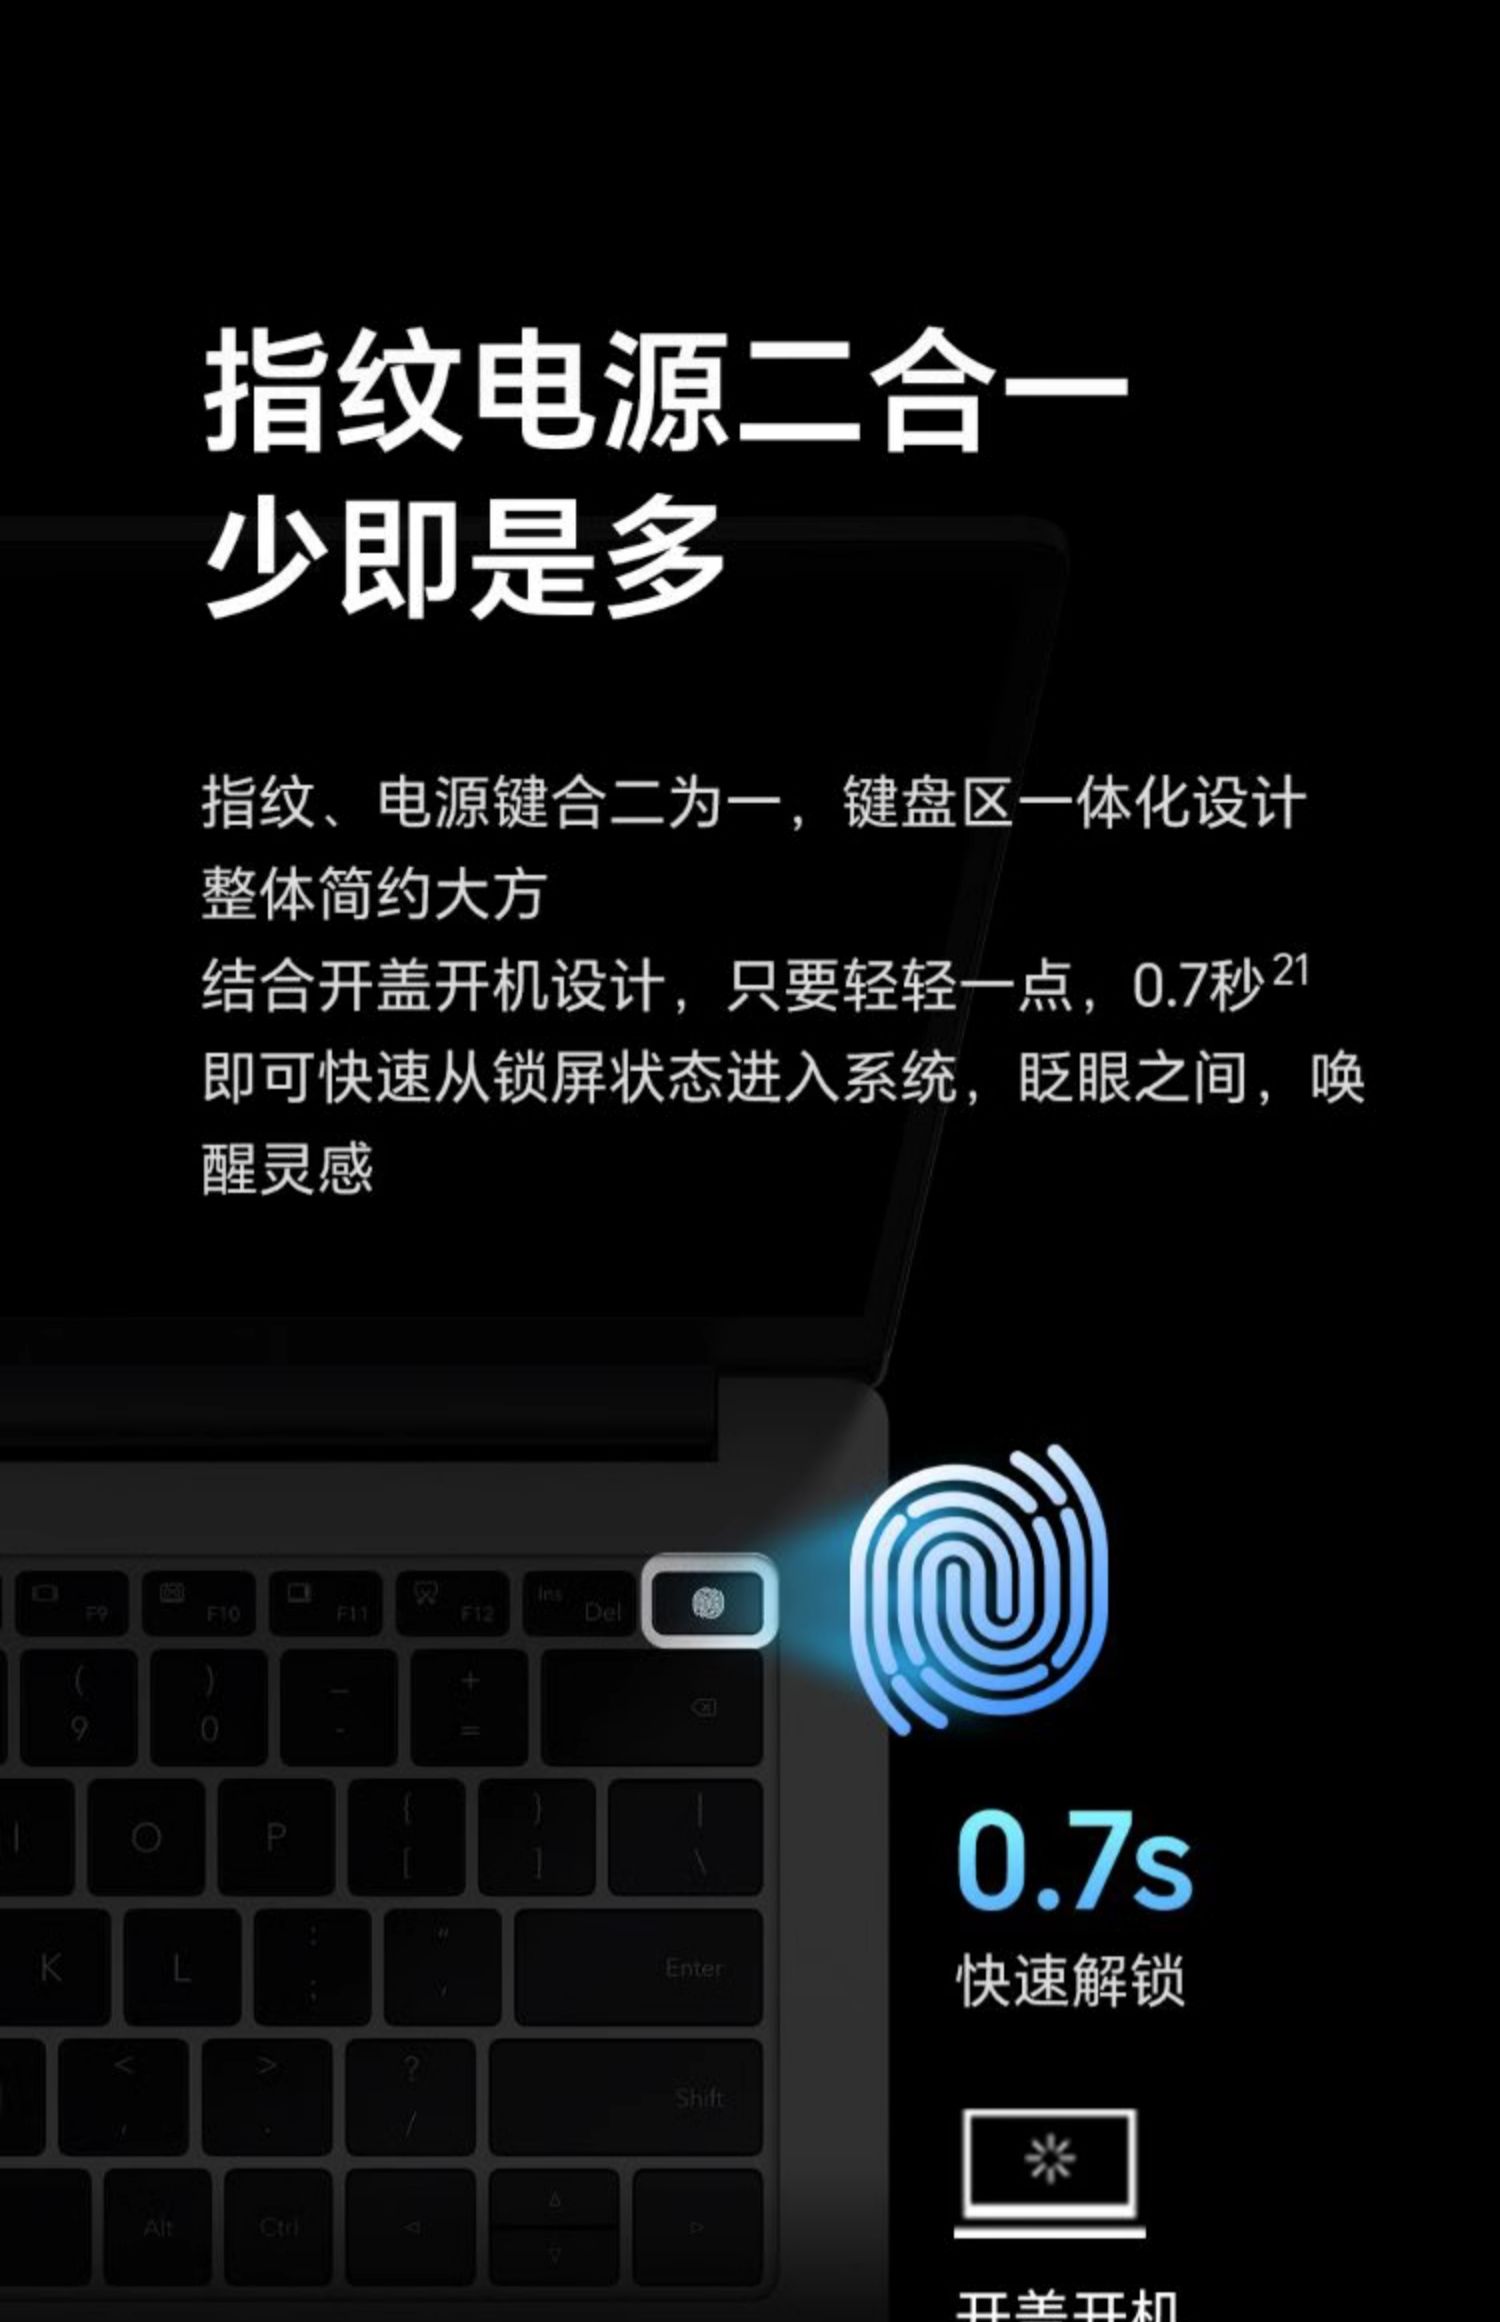 指纹电源二合一
少即是多
指纹、电源键合二为一，键盘区一体化设计
整体简约大方
结合开盖开机设计，只要轻轻一点，0.7秒21
即可快速从锁屏状态进入系统，眨眼之间，唤
醒灵感
F9 F10 F11 F12 Ins Del
( ) _ +
9 0 - =
I O P { } |
[ ] \
K L : " Enter
; '
< > ? Shift
, . /
Alt Ctrl
0.7s
快速解锁
开盖开机